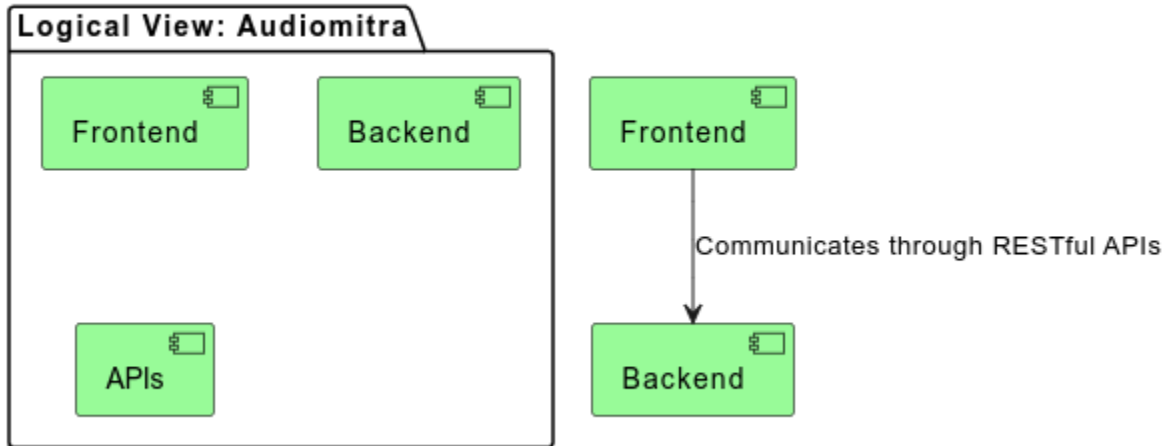 Logical View: Audiomitra
Frontend
Backend
Frontend
Communicates through RESTful APIs
APIs
Backend